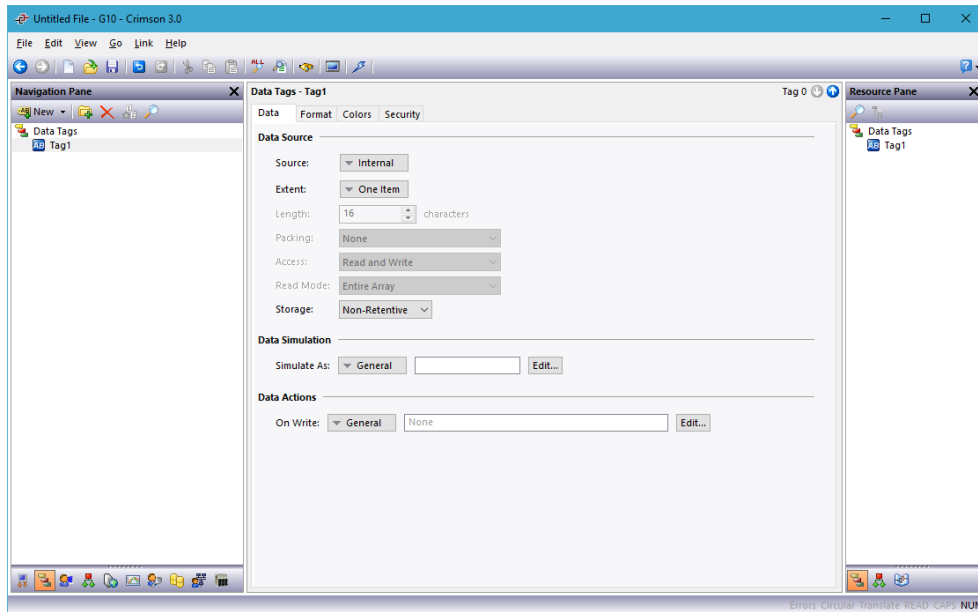 Untitled File - G10 - Crimson 3.0
File Edit View Go Link Help
ALL
Navigation Pane
New
Data Tags
AB Tag1
Data Tags - Tag1
Tag 0
Data Format Colors Security
Data Source
Source: Internal
Extent: One Item
Length: 16 characters
Packing: None
Access: Read and Write
Read Mode: Entire Array
Storage: Non-Retentive
Data Simulation
Simulate As: General Edit...
Data Actions
On Write: General None Edit...
Resource Pane
Data Tags
AB Tag1
Errors Circular Translate READ CAPS NUM